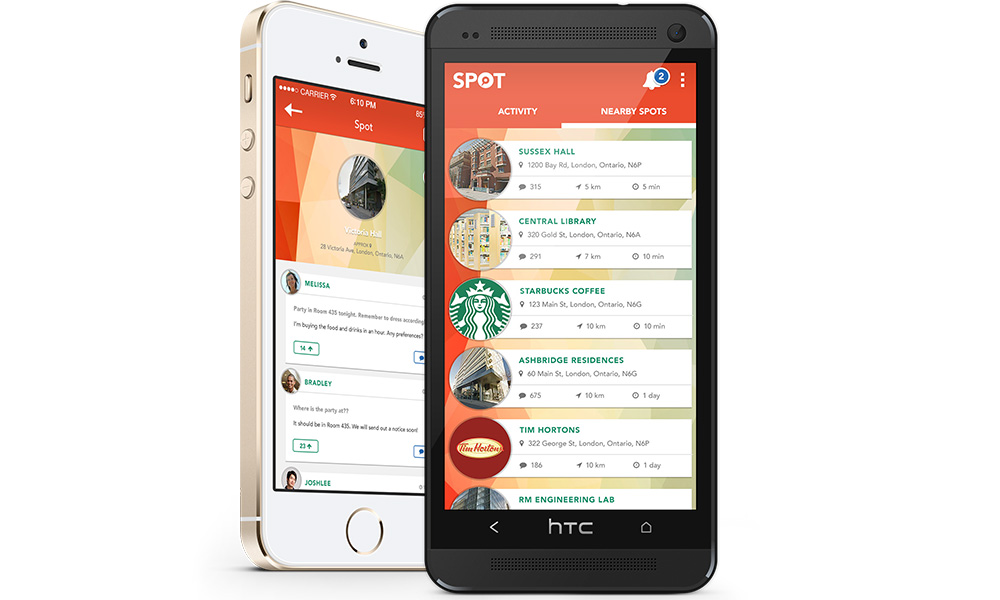 CARRIER
6:10 PM
Spot
Victoria Hall
28 Victoria Ave, London, Ontario, N6A
MELISSA
Party in Room 435 tonight. Remember to dress according
I'm buying the food and drinks in an hour. Any preferences?
14
BRADLEY
Where is the party at??
It should be in Room 435. We will send out a notice soon!
23
JOSHLEE
SPOT
2
ACTIVITY NEARBY SPOTS
SUSSEX HALL
1200 Bay Rd, London, Ontario, N6P
315 5 km 5 min
CENTRAL LIBRARY
320 Gold St, London, Ontario, N6A
291 7 km 10 min
STARBUCKS COFFEE
123 Main St, London, Ontario, N6G
237 10 km 10 min
ASHBRIDGE RESIDENCES
60 Main St, London, Ontario, N6G
675 10 km 1 day
Tim Hortons
TIM HORTONS
322 George St, London, Ontario, N6P
186 10 km 1 day
RM ENGINEERING LAB
hTC